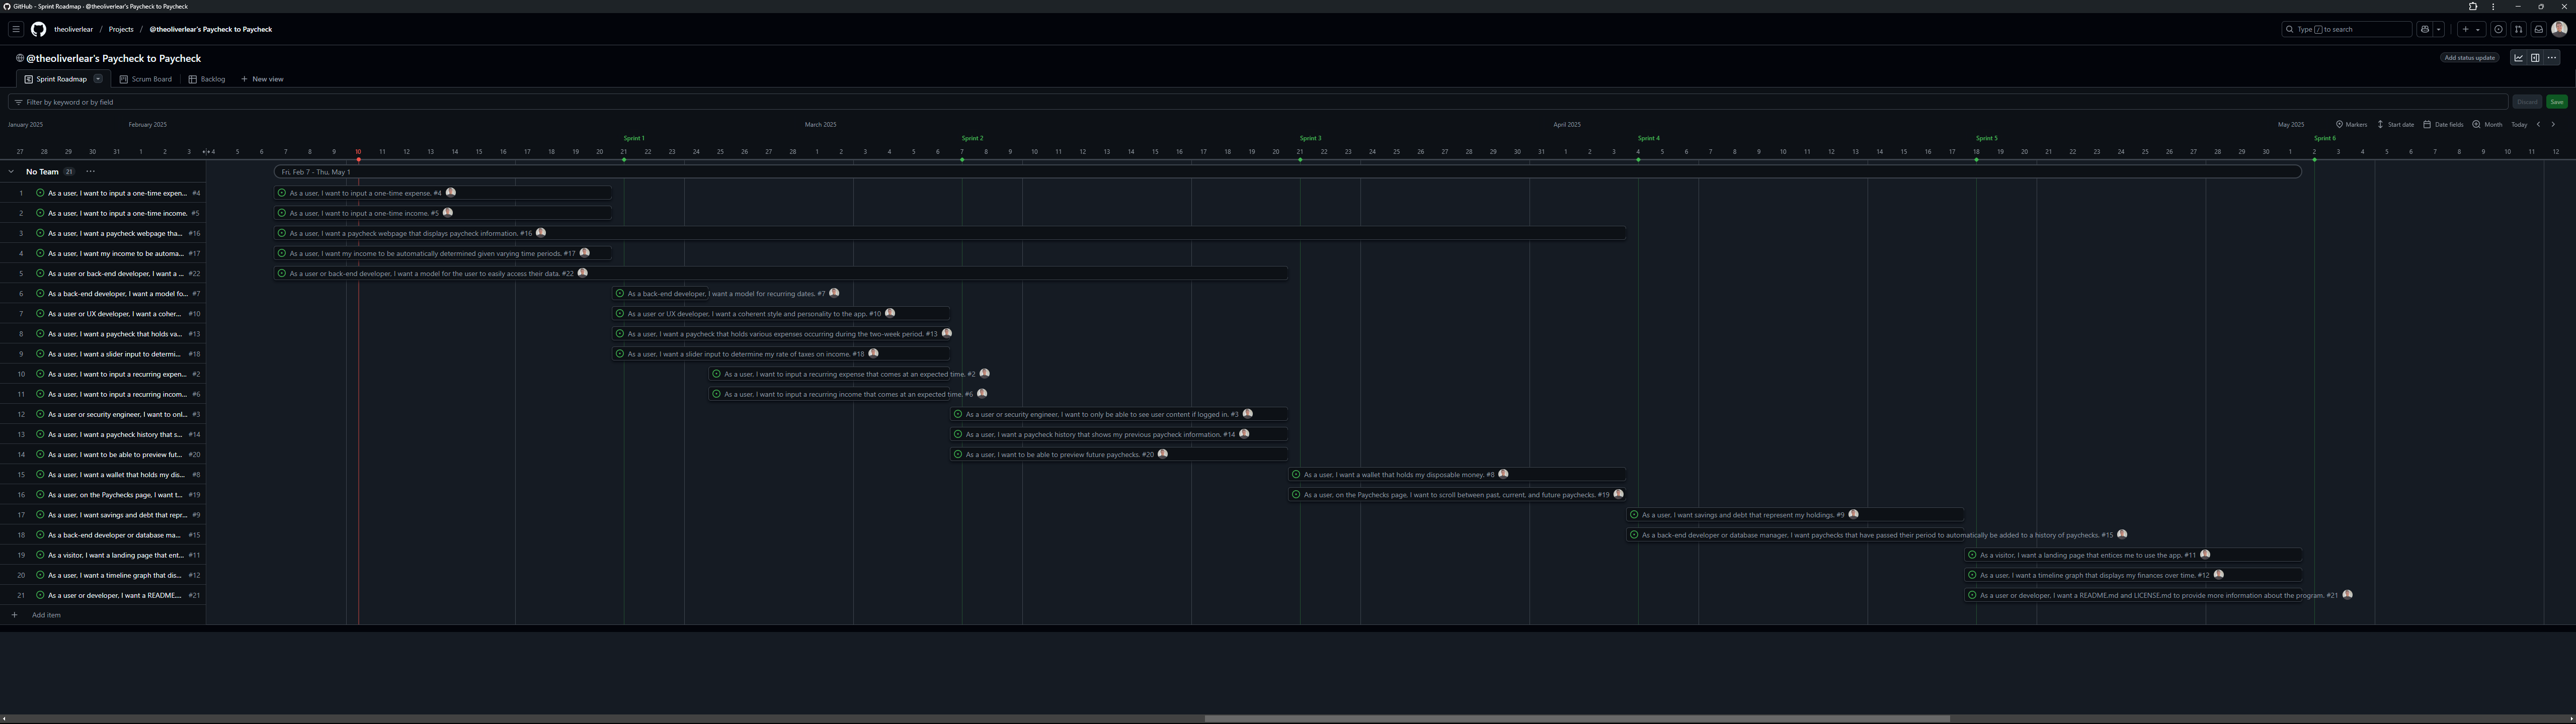 GitHub - Sprint Roadmap · @theoliverlear's Paycheck to Paycheck
theoliverlear / Projects / @theoliverlear's Paycheck to Paycheck
Type / to search
@theoliverlear's Paycheck to Paycheck
Add status update
Sprint Roadmap
Scrum Board
Backlog
New view
Filter by keyword or by field
Discard
Save
January 2025
February 2025
March 2025
April 2025
May 2025
Markers
Start date
Date fields
Month
Today
Sprint 1
Sprint 2
Sprint 3
Sprint 4
Sprint 5
Sprint 6
27 28 29 30 31 1 2 3 4 5 6 7 8 9 10 11 12 13 14 15 16 17 18 19 20 21 22 23 24 25 26 27 28 1 2 3 4 5 6 7 8 9 10 11 12 13 14 15 16 17 18 19 20 21 22 23 24 25 26 27 28 29 30 31 1 2 3 4 5 6 7 8 9 10 11 12 13 14 15 16 17 18 19 20 21 22 23 24 25 26 27 28 29 30 1 2 3 4 5 6 7 8 9 10 11 12
No Team 21
Fri, Feb 7 - Thu, May 1
1 As a user, I want to input a one-time expen... #4
As a user, I want to input a one-time expense. #4
2 As a user, I want to input a one-time income. #5
As a user, I want to input a one-time income. #5
3 As a user, I want a paycheck webpage tha... #16
As a user, I want a paycheck webpage that displays paycheck information. #16
4 As a user, I want my income to be automa... #17
As a user, I want my income to be automatically determined given varying time periods. #17
5 As a user or back-end developer, I want a ... #22
As a user or back-end developer, I want a model for the user to easily access their data. #22
6 As a back-end developer, I want a model fo... #7
As a back-end developer, I want a model for recurring dates. #7
7 As a user or UX developer, I want a coher... #10
As a user or UX developer, I want a coherent style and personality to the app. #10
8 As a user, I want a paycheck that holds va... #13
As a user, I want a paycheck that holds various expenses occurring during the two-week period. #13
9 As a user, I want a slider input to determi... #18
As a user, I want a slider input to determine my rate of taxes on income. #18
10 As a user, I want to input a recurring expen... #2
As a user, I want to input a recurring expense that comes at an expected time. #2
11 As a user, I want to input a recurring incom... #6
As a user, I want to input a recurring income that comes at an expected time. #6
12 As a user or security engineer, I want to onl... #3
As a user or security engineer, I want to only be able to see user content if logged in. #3
13 As a user, I want a paycheck history that s... #14
As a user, I want a paycheck history that shows my previous paycheck information. #14
14 As a user, I want to be able to preview fut... #20
As a user, I want to be able to preview future paychecks. #20
15 As a user, I want a wallet that holds my dis... #8
As a user, I want a wallet that holds my disposable money. #8
16 As a user, on the Paychecks page, I want t... #19
As a user, on the Paychecks page, I want to scroll between past, current, and future paychecks. #19
17 As a user, I want savings and debt that repr... #9
As a user, I want savings and debt that represent my holdings. #9
18 As a back-end developer or database ma... #15
As a back-end developer or database manager, I want paychecks that have passed their period to automatically be added to a history of paychecks. #15
19 As a visitor, I want a landing page that ent... #11
As a visitor, I want a landing page that entices me to use the app. #11
20 As a user, I want a timeline graph that dis... #12
As a user, I want a timeline graph that displays my finances over time. #12
21 As a user or developer, I want a README.... #21
As a user or developer, I want a README.md and LICENSE.md to provide more information about the program. #21
Add item